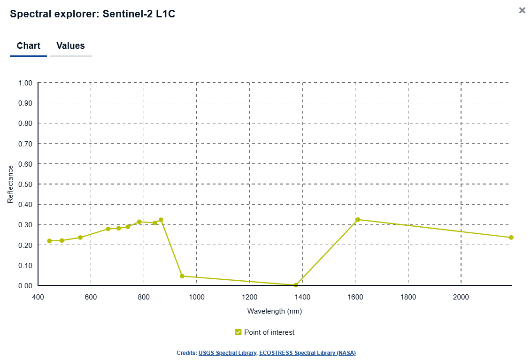 Spectral explorer: Sentinel-2 L1C
×
Chart Values
1.00
0.90
0.80
0.70
0.60
0.50
0.40
0.30
0.20
0.10
0.00
Reflectance
400 600 800 1000 1200 1400 1600 1800 2000
Wavelength (nm)
Point of interest
Credits: USGS Spectral Library, ECOSTRESS Spectral Library (NASA)